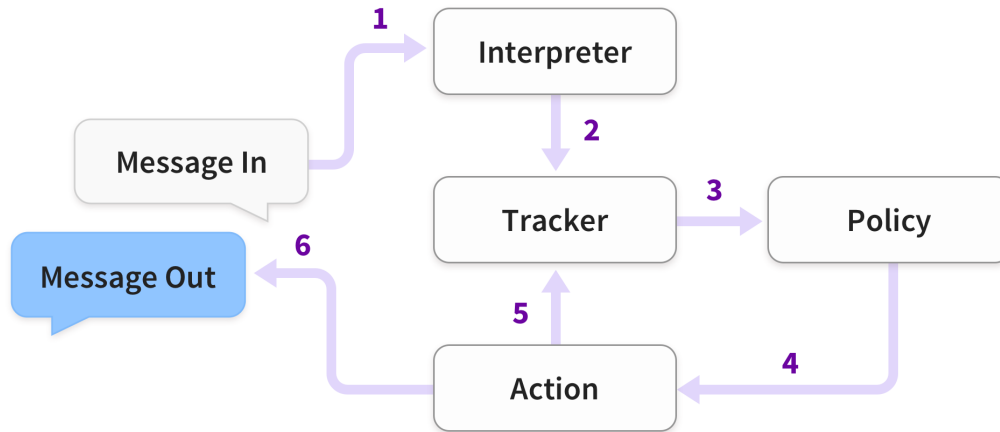 1
Interpreter
2
Message In
Tracker
3
Policy
6
Message Out
5
4
Action